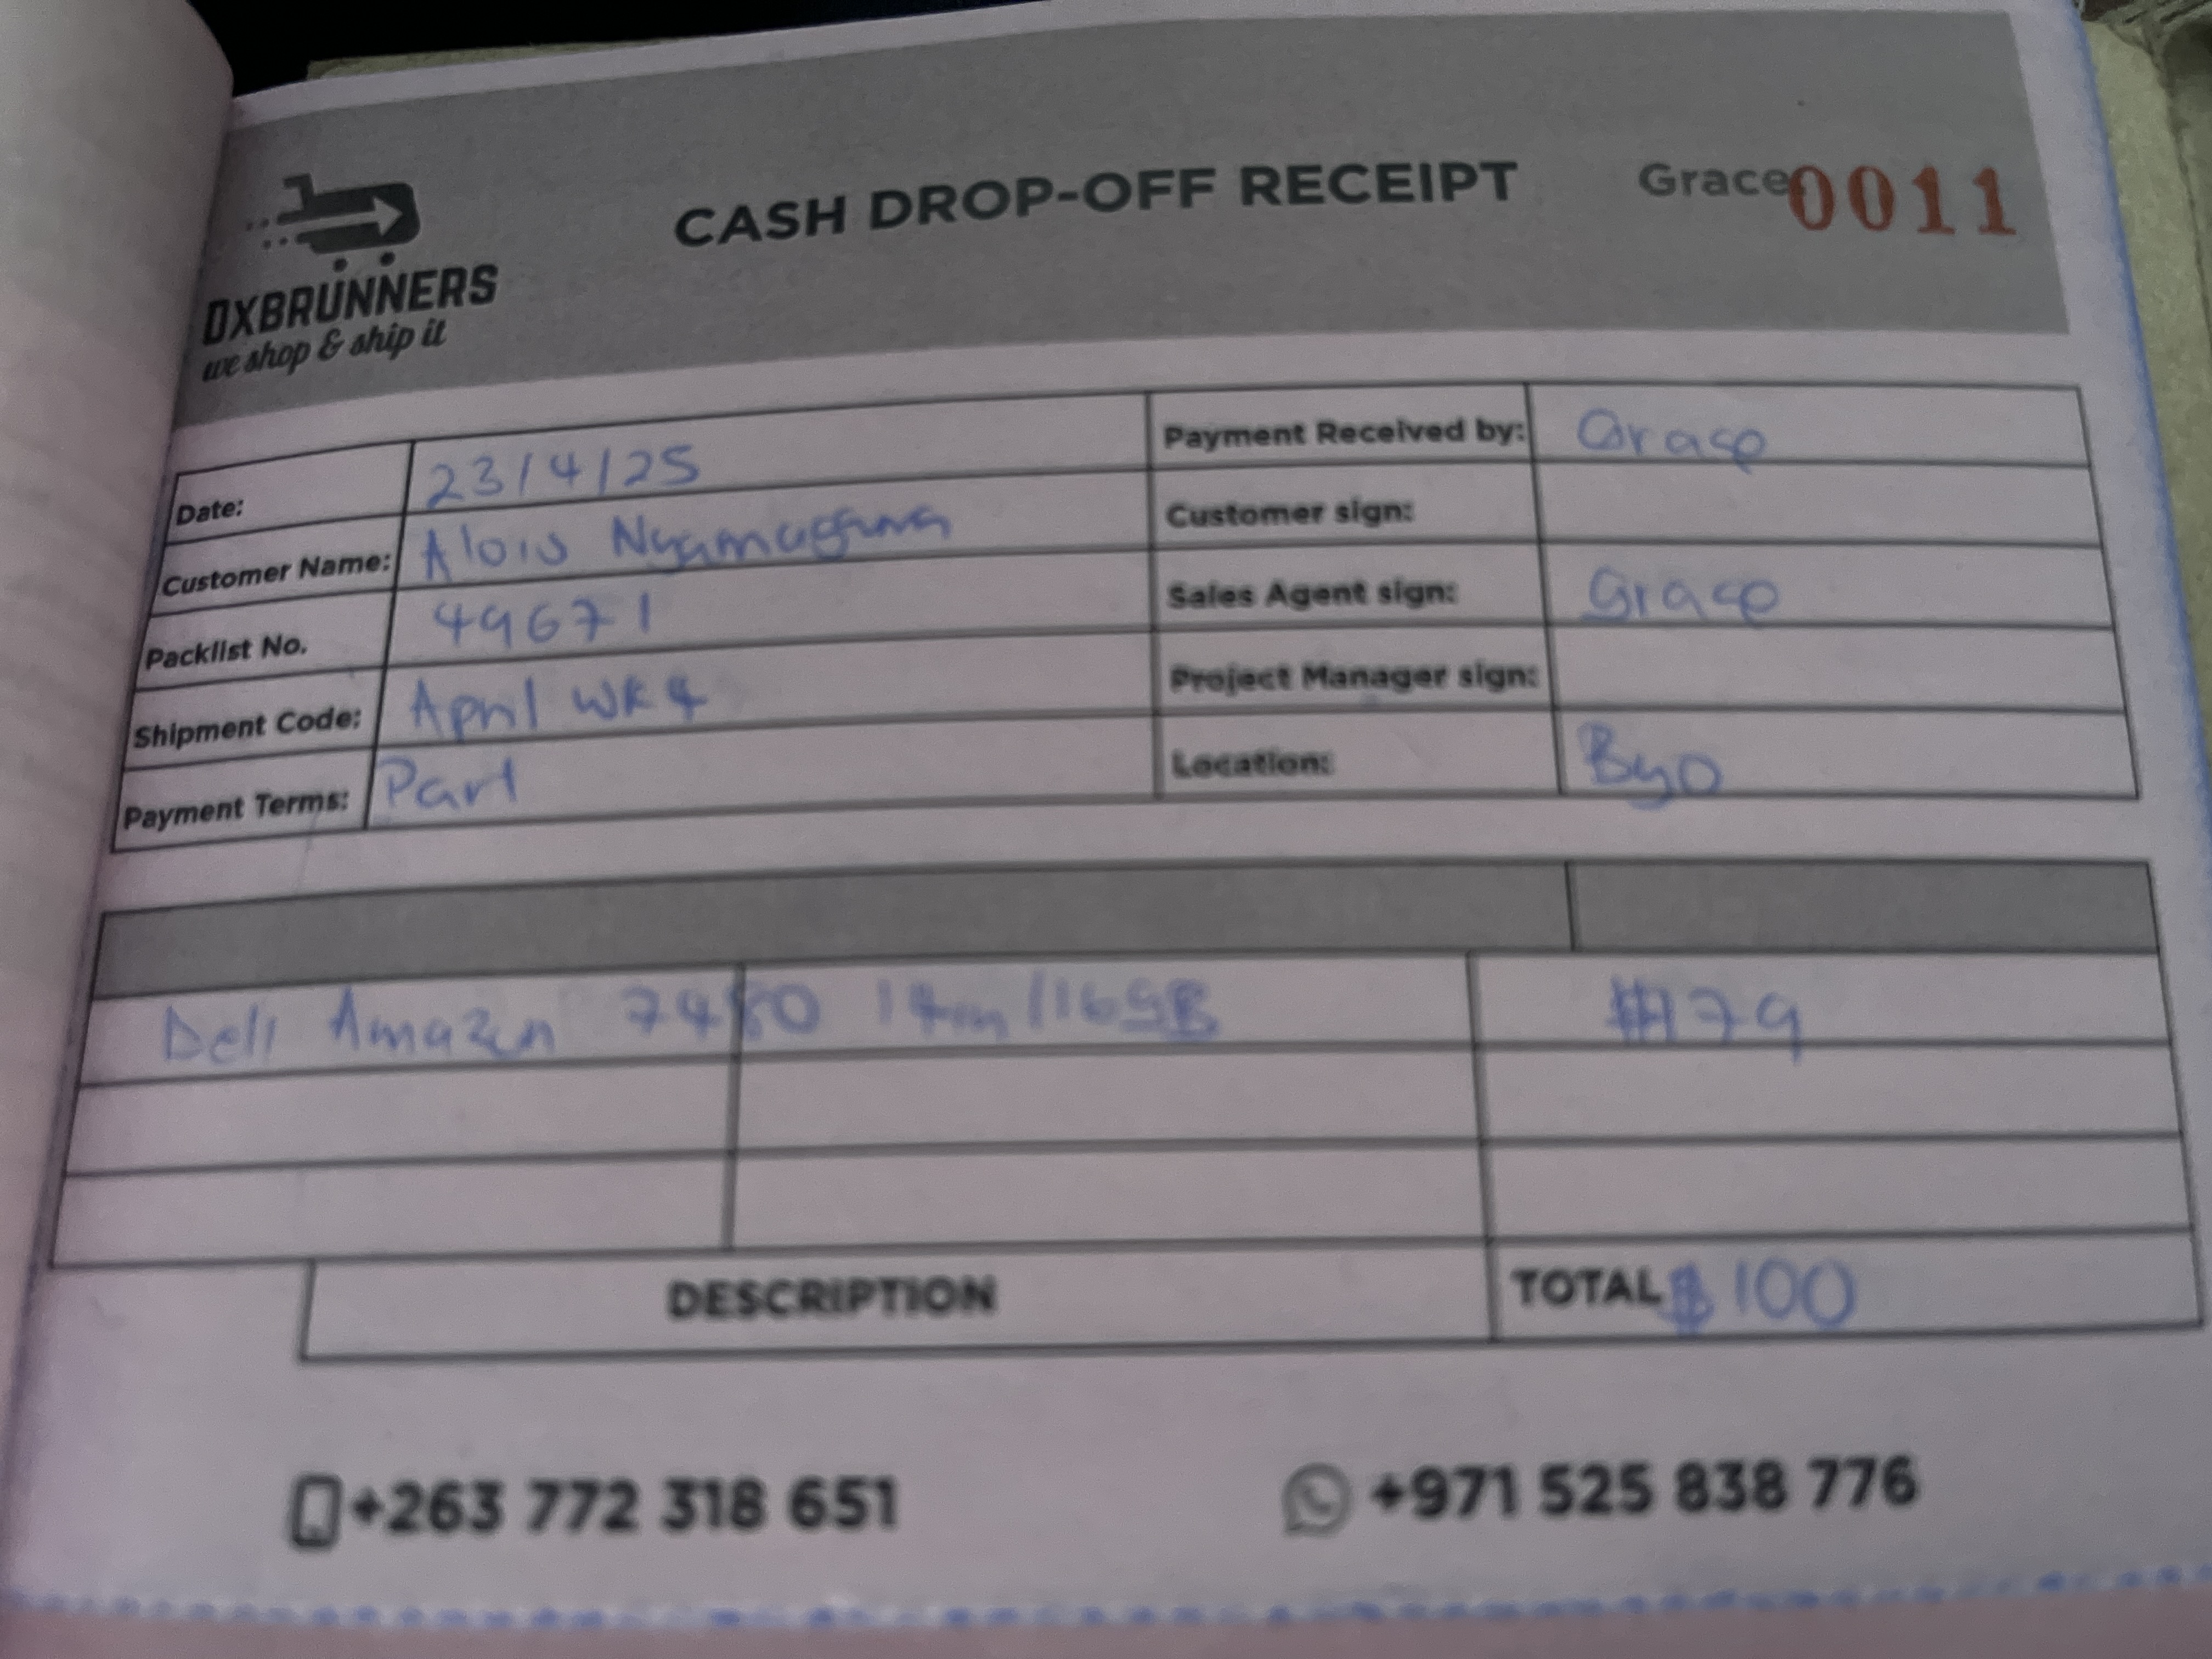 CASH DROP-OFF RECEIPT Grace 0011
DXBRUNNERS
we shop & ship it
Date: 23/4/25 Payment Received by: Grace
Customer Name: Alois Customer sign:
Packlist No. 49671 Sales Agent sign: Grace
Shipment Code: April WK4 Project Manager sign:
Payment Terms: Part Location: Byo
Dell Amazon 7480 14in/16GB $179
DESCRIPTION TOTAL $100
+263 772 318 651 +971 525 838 776